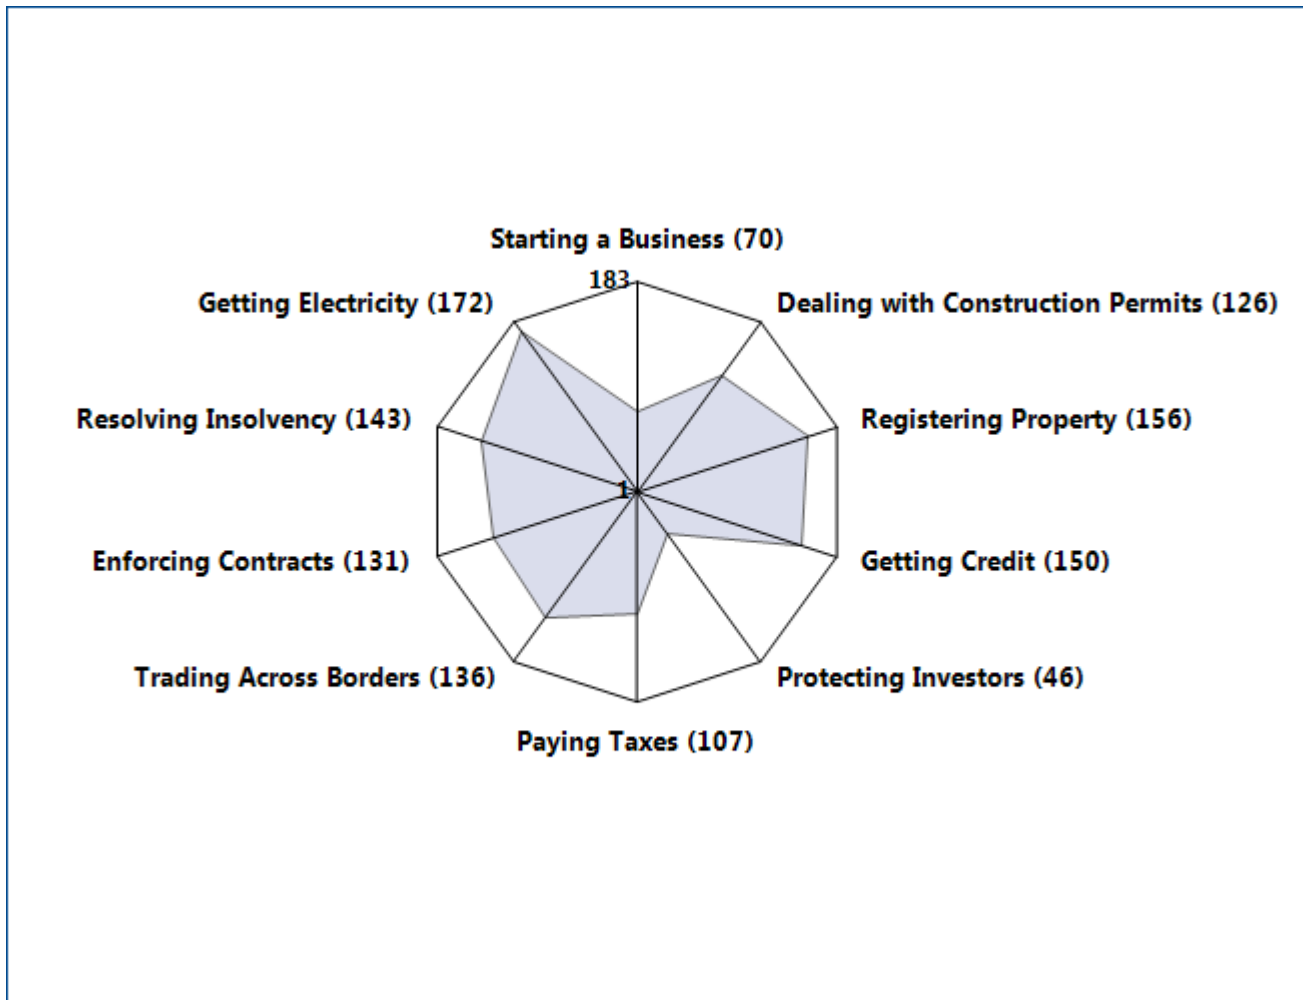 Starting a Business (70)
183
Getting Electricity (172)
Dealing with Construction Permits (126)
Resolving Insolvency (143)
Registering Property (156)
1
Enforcing Contracts (131)
Getting Credit (150)
Trading Across Borders (136)
Protecting Investors (46)
Paying Taxes (107)